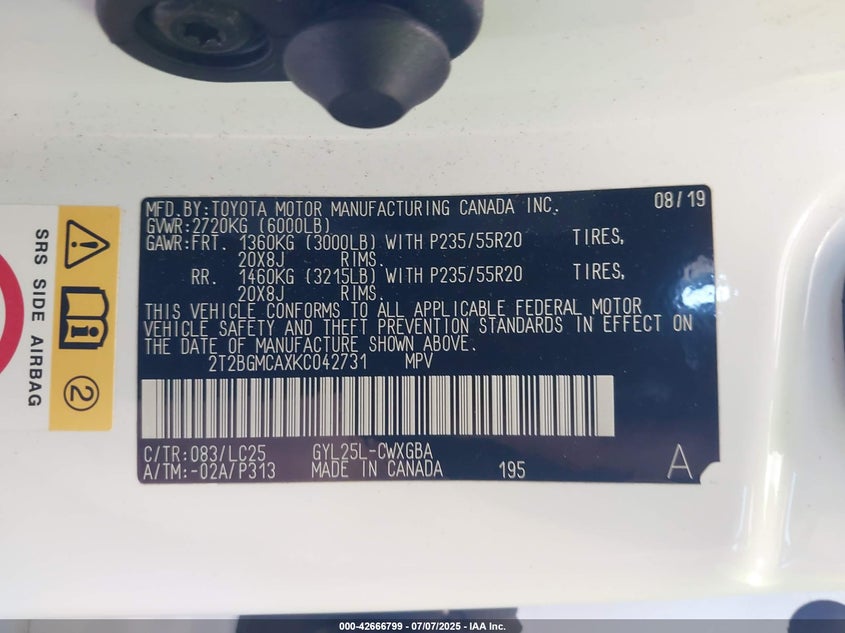 MFD.BY:TOYOTA MOTOR MANUFACTURING CANADA INC. 08/19
GVWR:2720KG (6000LB)
GAWR:FRT. 1360KG (3000LB) WITH P235/55R20 TIRES,
20X8J RIMS.
RR. 1460KG (3215LB) WITH P235/55R20 TIRES,
20X8J RIMS.
THIS VEHICLE CONFORMS TO ALL APPLICABLE FEDERAL MOTOR
VEHICLE SAFETY AND THEFT PREVENTION STANDARDS IN EFFECT ON
THE DATE OF MANUFACTURE SHOWN ABOVE.
2T2BGMCAXKC042731 MPV
C/TR:083/LC25 GYL25L-CWXGBA
A/TM:-02A/P313 MADE IN CANADA 195 A
SRS SIDE AIRBAG
2
000-42666799 - 07/07/2025 - IAA Inc.